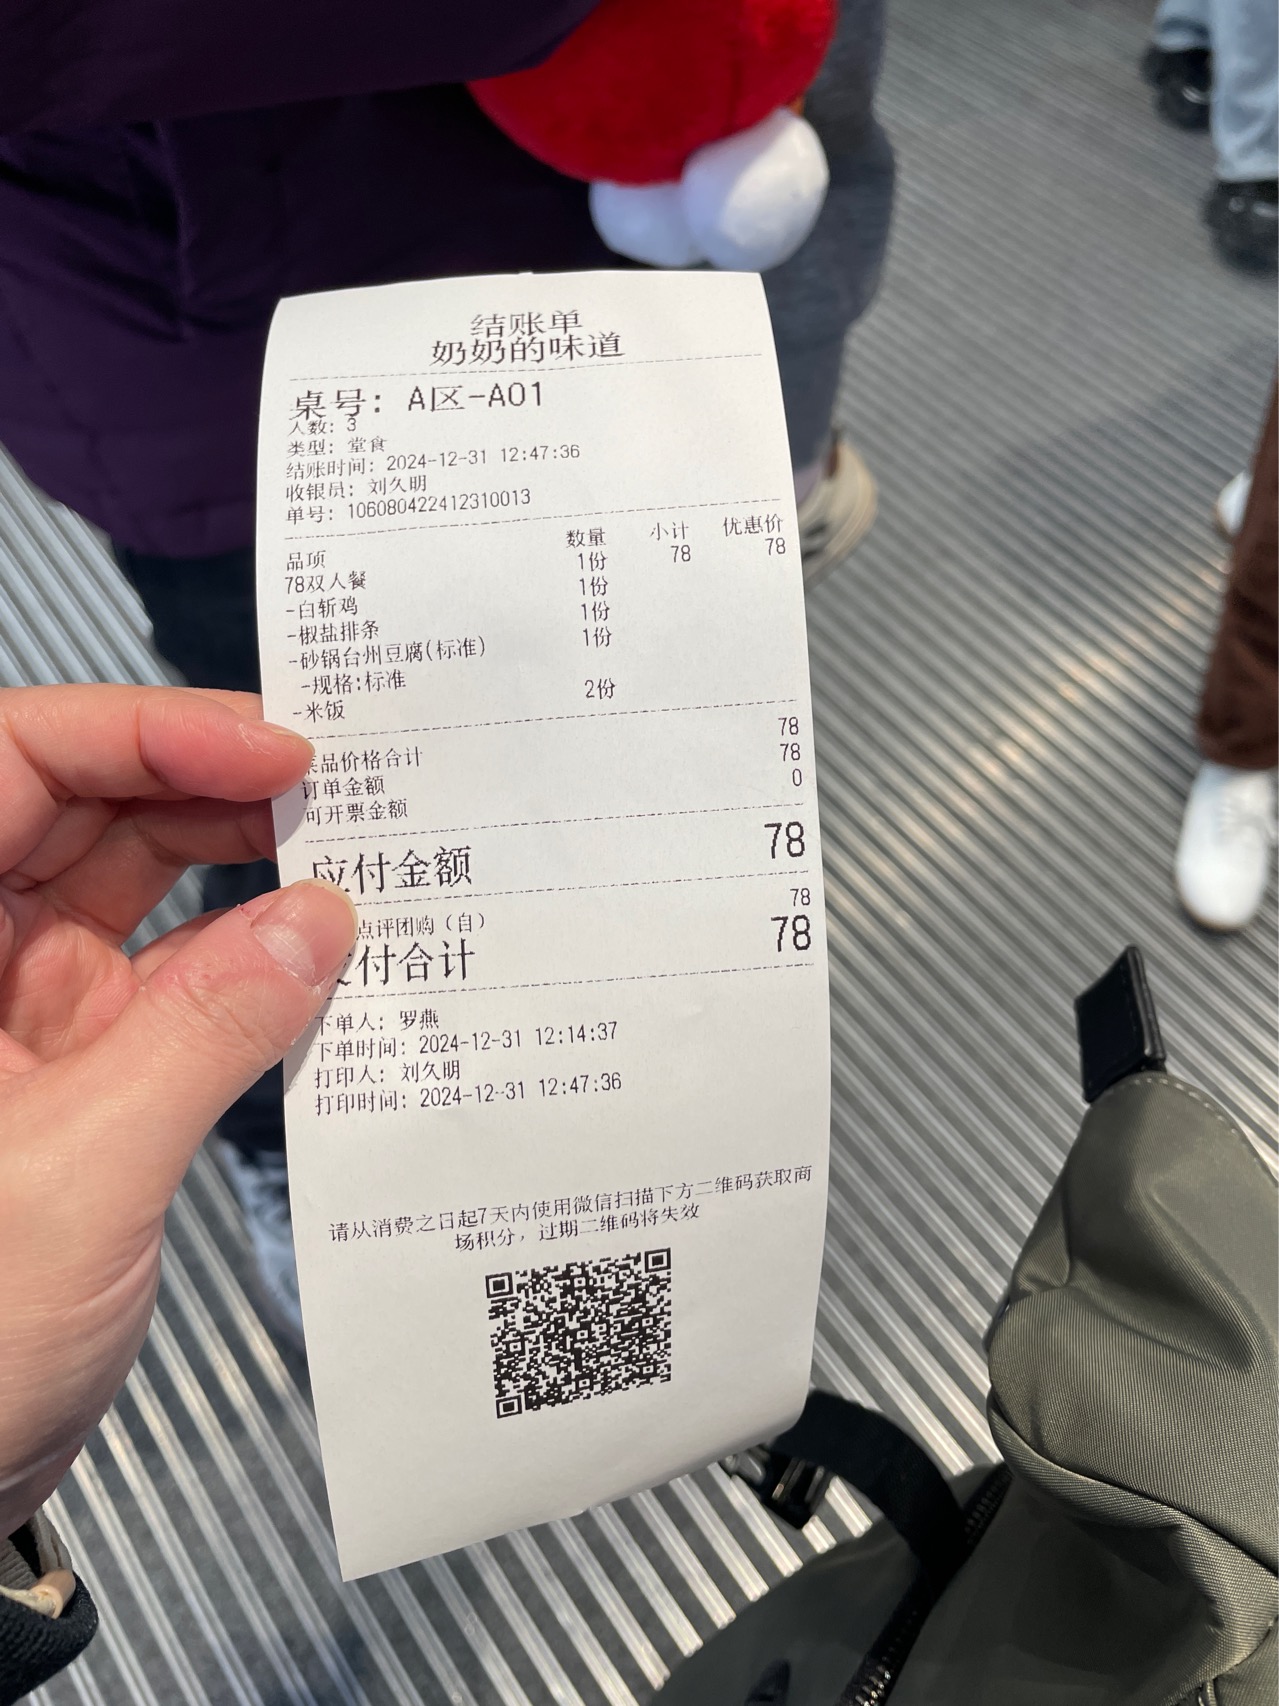 结账单
奶奶的味道
桌号: A区-A01
人数: 3
类型: 堂食
结账时间: 2024-12-31 12:47:36
收银员: 刘久明
单号: 106080422412310013
品项 数量 小计 优惠价
78双人餐 1份 78 78
-白斩鸡 1份
-椒盐排条 1份
-砂锅台州豆腐(标准) 1份
-规格:标准
-米饭 2份
菜品价格合计 78
订单金额 78
可开票金额 0
应付金额 78
点评团购（自） 78
付合计 78
下单人: 罗燕
下单时间: 2024-12-31 12:14:37
打印人: 刘久明
打印时间: 2024-12-31 12:47:36
请从消费之日起7天内使用微信扫描下方二维码获取商
场积分，过期二维码将失效